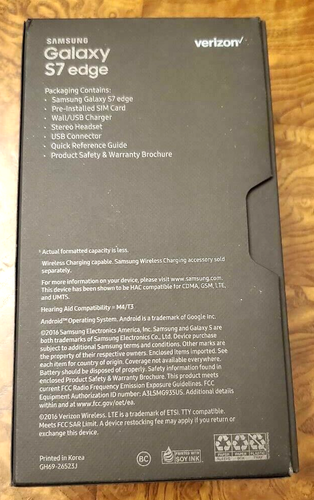 SAMSUNG
Galaxy
S7 edge
verizon✓
Packaging Contains:
· Samsung Galaxy S7 edge
· Pre-Installed SIM Card
· Wall/USB Charger
· Stereo Headset
· USB Connector
· Quick Reference Guide
· Product Safety & Warranty Brochure
* Actual formatted capacity is less.
Wireless Charging capable. Samsung Wireless Charging accessory sold
separately.
For more information on your device, please visit www.samsung.com.
This device has been shown to be HAC compatible for CDMA, GSM, LTE,
and UMTS.
Hearing Aid Compatibility - M4/T3
Android™ Operating System. Android is a trademark of Google Inc.
©2016 Samsung Electronics America, Inc. Samsung and Galaxy S are
both trademarks of Samsung Electronics Co., Ltd. Device purchase
subject to additional Samsung terms and conditions. Other marks are
the property of their respective owners. Enclosed items imported. See
each item for country of origin. Coverage not available everywhere.
Battery should be disposed of properly. Safety information found in
enclosed Product Safety & Warranty Brochure. This product meets
current FCC Radio Frequency Emission Exposure Guidelines. FCC
Equipment Authorization ID number: A3LSMG935US. Additional details
within and at www.fcc.gov/oet/ea.
©2016 Verizon Wireless. LTE is a trademark of ETSI. TTY compatible.
Meets FCC SAR Limit. A device restocking fee may apply if you return or
exchange this device.
Printed in Korea
GH69-26523J
BC
PRINTED WITH
SOY INK